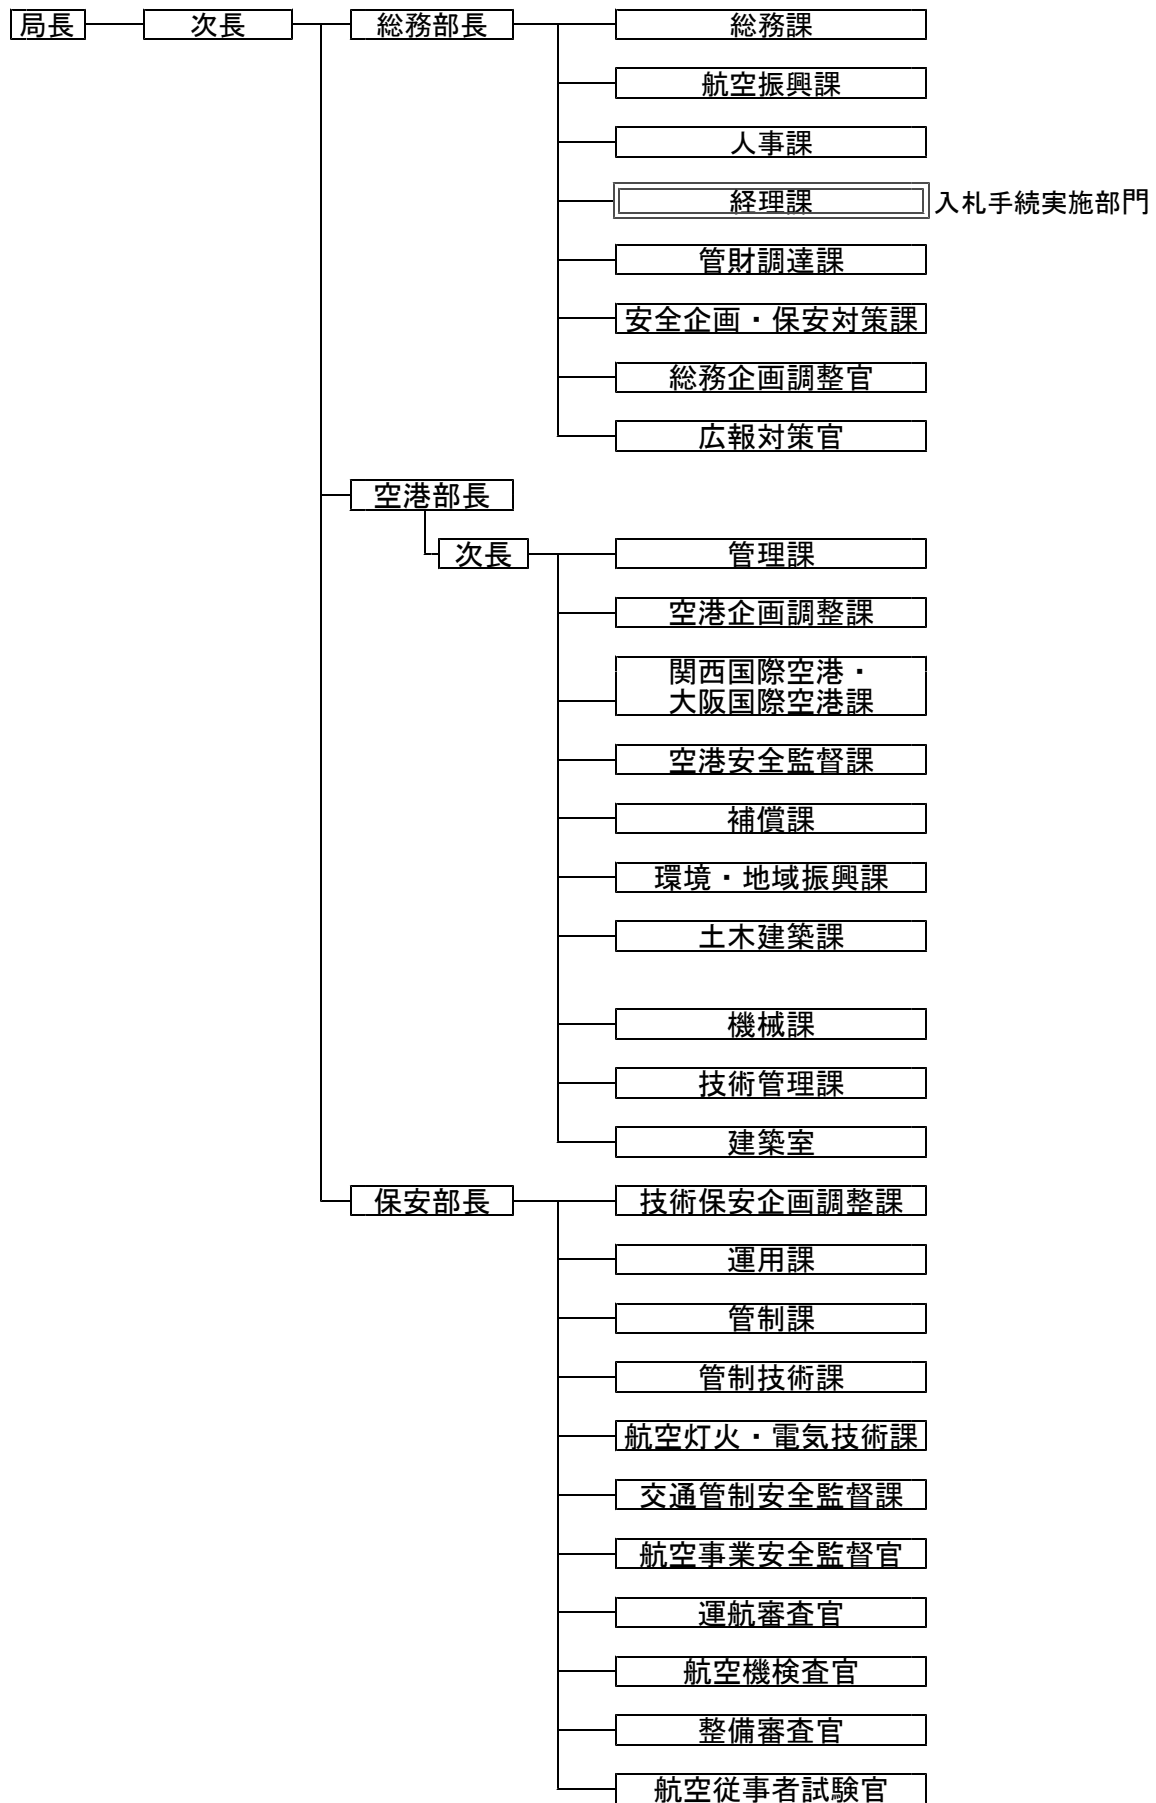 局長 次長 総務部長 総務課
航空振興課
人事課
経理課 入札手続実施部門
管財調達課
安全企画・保安対策課
総務企画調整官
広報対策官
空港部長
次長 管理課
空港企画調整課
関西国際空港・
大阪国際空港課
空港安全監督課
補償課
環境・地域振興課
土木建築課
機械課
技術管理課
建築室
保安部長 技術保安企画調整課
運用課
管制課
管制技術課
航空灯火・電気技術課
交通管制安全監督課
航空事業安全監督官
運航審査官
航空機検査官
整備審査官
航空従事者試験官